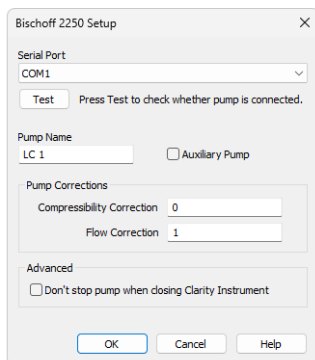 Bischoff 2250 Setup
Serial Port
COM1
Test Press Test to check whether pump is connected.
Pump Name
LC 1 Auxiliary Pump
Pump Corrections
Compressibility Correction 0
Flow Correction 1
Advanced
Don't stop pump when closing Clarity Instrument
OK Cancel Help